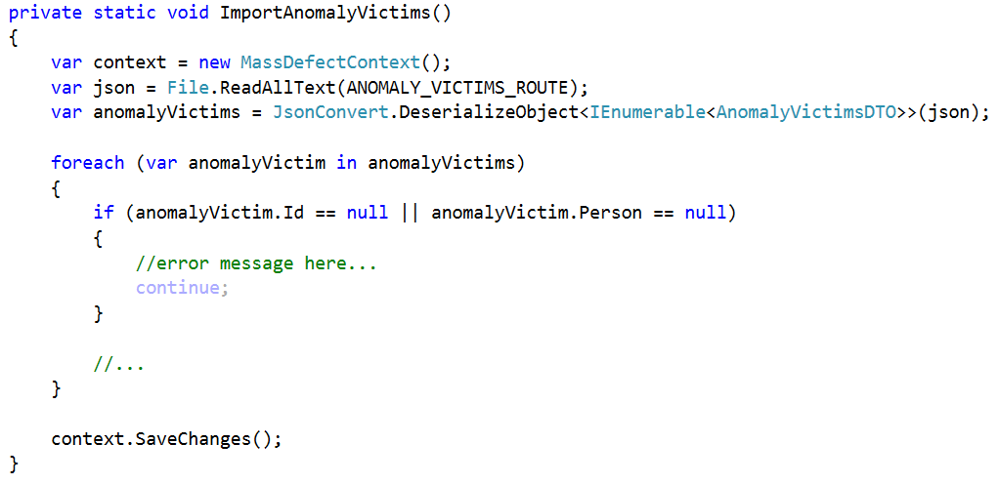 private static void ImportAnomalyVictims()
{
    var context = new MassDefectContext();
    var json = File.ReadAllText(ANOMALY_VICTIMS_ROUTE);
    var anomalyVictims = JsonConvert.DeserializeObject<IEnumerable<AnomalyVictimsDTO>>(json);

    foreach (var anomalyVictim in anomalyVictims)
    {
        if (anomalyVictim.Id == null || anomalyVictim.Person == null)
        {
            //error message here...
            continue;
        }

        //...
    }

    context.SaveChanges();
}